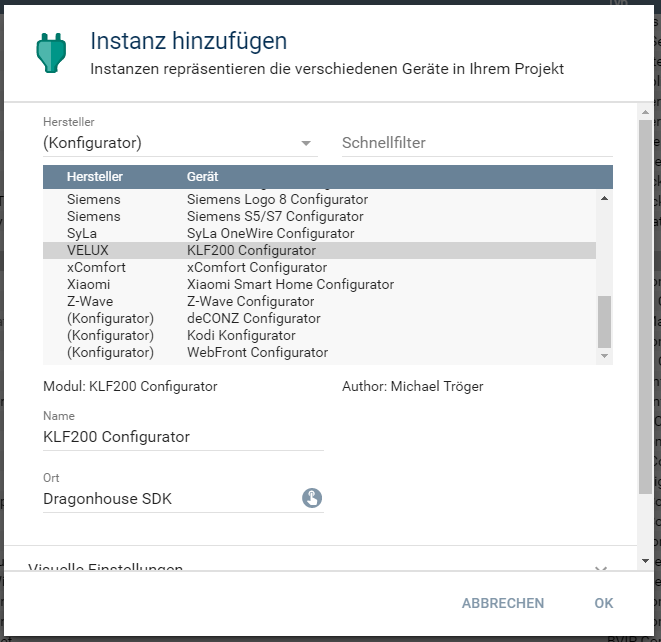 Instanz hinzufügen
Instanzen repräsentieren die verschiedenen Geräte in Ihrem Projekt
Hersteller
(Konfigurator) Schnellfilter
Hersteller Gerät
Siemens Siemens Logo 8 Configurator
Siemens Siemens S5/S7 Configurator
SyLa SyLa OneWire Configurator
VELUX KLF200 Configurator
xComfort xComfort Configurator
Xiaomi Xiaomi Smart Home Configurator
Z-Wave Z-Wave Configurator
(Konfigurator) deCONZ Configurator
(Konfigurator) Kodi Konfigurator
(Konfigurator) WebFront Configurator
Modul: KLF200 Configurator Author: Michael Tröger
Name
KLF200 Configurator
Ort
Dragonhouse SDK
Visuelle Einstellungen
ABBRECHEN OK